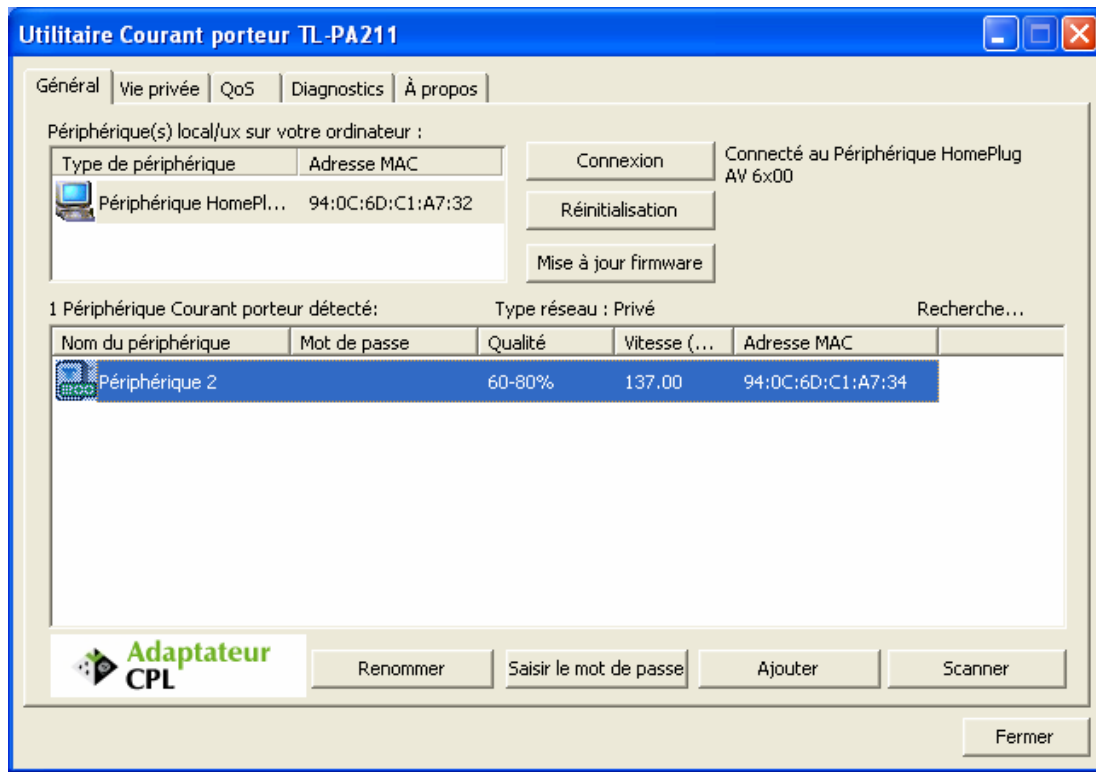 Utilitaire Courant porteur TL-PA211
Général Vie privée QoS Diagnostics À propos
Périphérique(s) local/ux sur votre ordinateur :
Type de périphérique Adresse MAC
Périphérique HomePl... 94:0C:6D:C1:A7:32
Connexion
Connecté au Périphérique HomePlug
AV 6x00
Réinitialisation
Mise à jour firmware
1 Périphérique Courant porteur détecté: Type réseau : Privé Recherche...
Nom du périphérique Mot de passe Qualité Vitesse (... Adresse MAC
Périphérique 2 60-80% 137.00 94:0C:6D:C1:A7:34
Adaptateur
CPL
Renommer Saisir le mot de passe Ajouter Scanner
Fermer